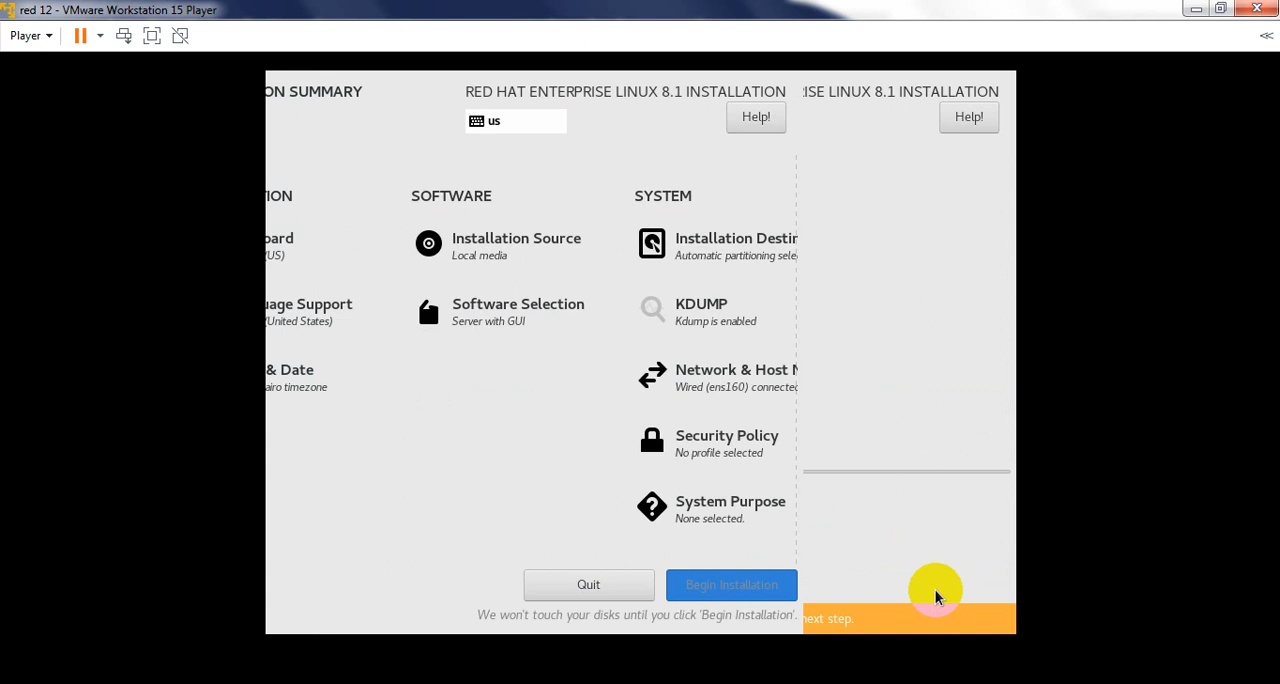 red 12 - VMware Workstation 15 Player
Player
ON SUMMARY
RED HAT ENTERPRISE LINUX 8.1 INSTALLATION
ISE LINUX 8.1 INSTALLATION
us
Help!
Help!
ION
SOFTWARE
SYSTEM
oard
(US)
Installation Source
Local media
Installation Destin
Automatic partitioning sele
uage Support
(United States)
Software Selection
Server with GUI
KDUMP
Kdump is enabled
& Date
airo timezone
Network & Host N
Wired (ens160) connected
Security Policy
No profile selected
System Purpose
None selected.
Quit
Begin Installation
We won't touch your disks until you click 'Begin Installation'.
next step.